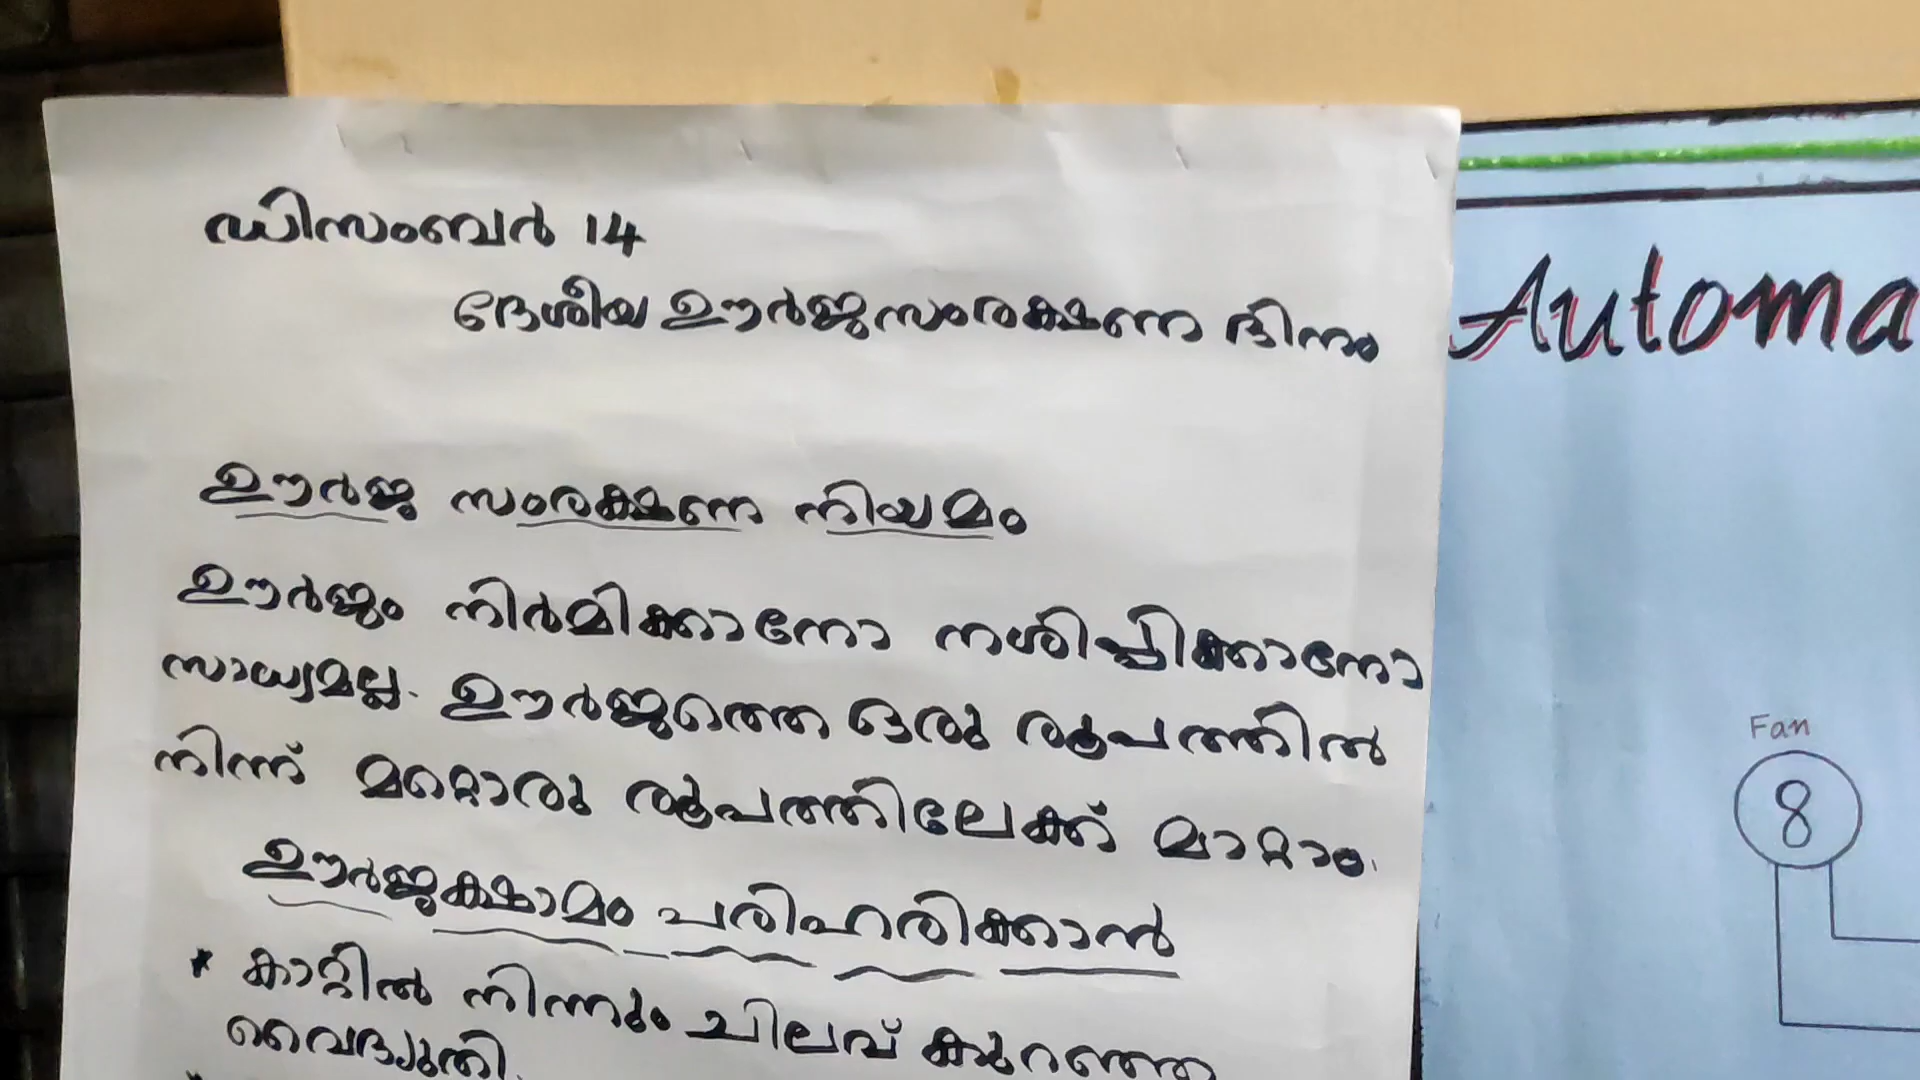 ഡിസംബർ 14
ദേശീയ ഊർജ്ജസംരക്ഷണ ദിനം
ഊർജ്ജ സംരക്ഷണ നിയമം
ഊർജ്ജം നിർമിക്കാനോ നശിപ്പിക്കാനോ
സാധ്യമല്ല. ഊർജ്ജത്തെ ഒരു രൂപത്തിൽ
നിന്ന് മറ്റൊരു രൂപത്തിലേക്ക് മാറ്റാം.
ഊർജ്ജക്ഷാമം പരിഹരിക്കാൻ
* കാറ്റിൽ നിന്നും ചിലവ് കുറഞ്ഞ
വൈദ്യുതി.
Automa
Fan
8